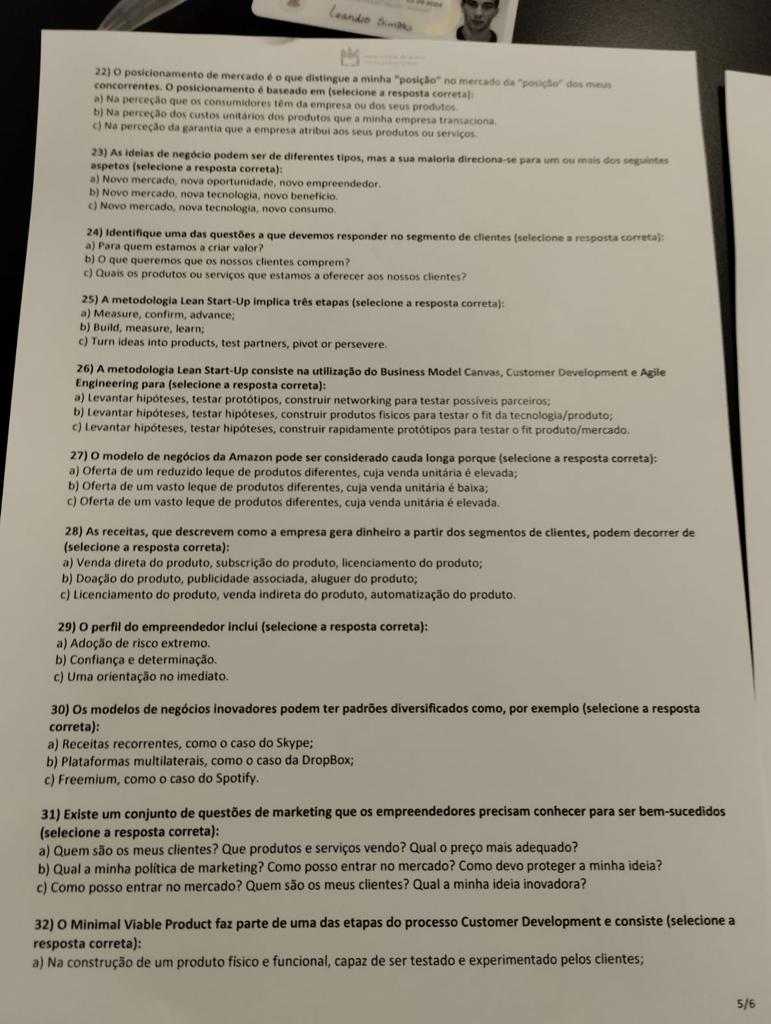 Leandro Simões
22) O posicionamento de mercado é o que distingue a minha "posição" no mercado da "posição" dos meus
concorrentes. O posicionamento é baseado em (selecione a resposta correta):
a) Na perceção que os consumidores têm da empresa ou dos seus produtos.
b) Na perceção dos custos unitários dos produtos que a minha empresa transaciona.
c) Na perceção da garantia que a empresa atribui aos seus produtos ou serviços.
23) As ideias de negócio podem ser de diferentes tipos, mas a sua maioria direciona-se para um ou mais dos seguintes
aspetos (selecione a resposta correta):
a) Novo mercado, nova oportunidade, novo empreendedor.
b) Novo mercado, nova tecnologia, novo benefício.
c) Novo mercado, nova tecnologia, novo consumo.
24) Identifique uma das questões a que devemos responder no segmento de clientes (selecione a resposta correta):
a) Para quem estamos a criar valor?
b) O que queremos que os nossos clientes comprem?
c) Quais os produtos ou serviços que estamos a oferecer aos nossos clientes?
25) A metodologia Lean Start-Up implica três etapas (selecione a resposta correta):
a) Measure, confirm, advance;
b) Build, measure, learn;
c) Turn ideas into products, test partners, pivot or persevere.
26) A metodologia Lean Start-Up consiste na utilização do Business Model Canvas, Customer Development e Agile
Engineering para (selecione a resposta correta):
a) Levantar hipóteses, testar protótipos, construir networking para testar possíveis parceiros;
b) Levantar hipóteses, testar hipóteses, construir produtos físicos para testar o fit da tecnologia/produto;
c) Levantar hipóteses, testar hipóteses, construir rapidamente protótipos para testar o fit produto/mercado.
27) O modelo de negócios da Amazon pode ser considerado cauda longa porque (selecione a resposta correta):
a) Oferta de um reduzido leque de produtos diferentes, cuja venda unitária é elevada;
b) Oferta de um vasto leque de produtos diferentes, cuja venda unitária é baixa;
c) Oferta de um vasto leque de produtos diferentes, cuja venda unitária é elevada.
28) As receitas, que descrevem como a empresa gera dinheiro a partir dos segmentos de clientes, podem decorrer de
(selecione a resposta correta):
a) Venda direta do produto, subscrição do produto, licenciamento do produto;
b) Doação do produto, publicidade associada, aluguer do produto;
c) Licenciamento do produto, venda indireta do produto, automatização do produto.
29) O perfil do empreendedor inclui (selecione a resposta correta):
a) Adoção de risco extremo.
b) Confiança e determinação.
c) Uma orientação no imediato.
30) Os modelos de negócios inovadores podem ter padrões diversificados como, por exemplo (selecione a resposta
correta):
a) Receitas recorrentes, como o caso do Skype;
b) Plataformas multilaterais, como o caso da DropBox;
c) Freemium, como o caso do Spotify.
31) Existe um conjunto de questões de marketing que os empreendedores precisam conhecer para ser bem-sucedidos
(selecione a resposta correta):
a) Quem são os meus clientes? Que produtos e serviços vendo? Qual o preço mais adequado?
b) Qual a minha política de marketing? Como posso entrar no mercado? Como devo proteger a minha ideia?
c) Como posso entrar no mercado? Quem são os meus clientes? Qual a minha ideia inovadora?
32) O Minimal Viable Product faz parte de uma das etapas do processo Customer Development e consiste (selecione a
resposta correta):
a) Na construção de um produto físico e funcional, capaz de ser testado e experimentado pelos clientes;
5/6